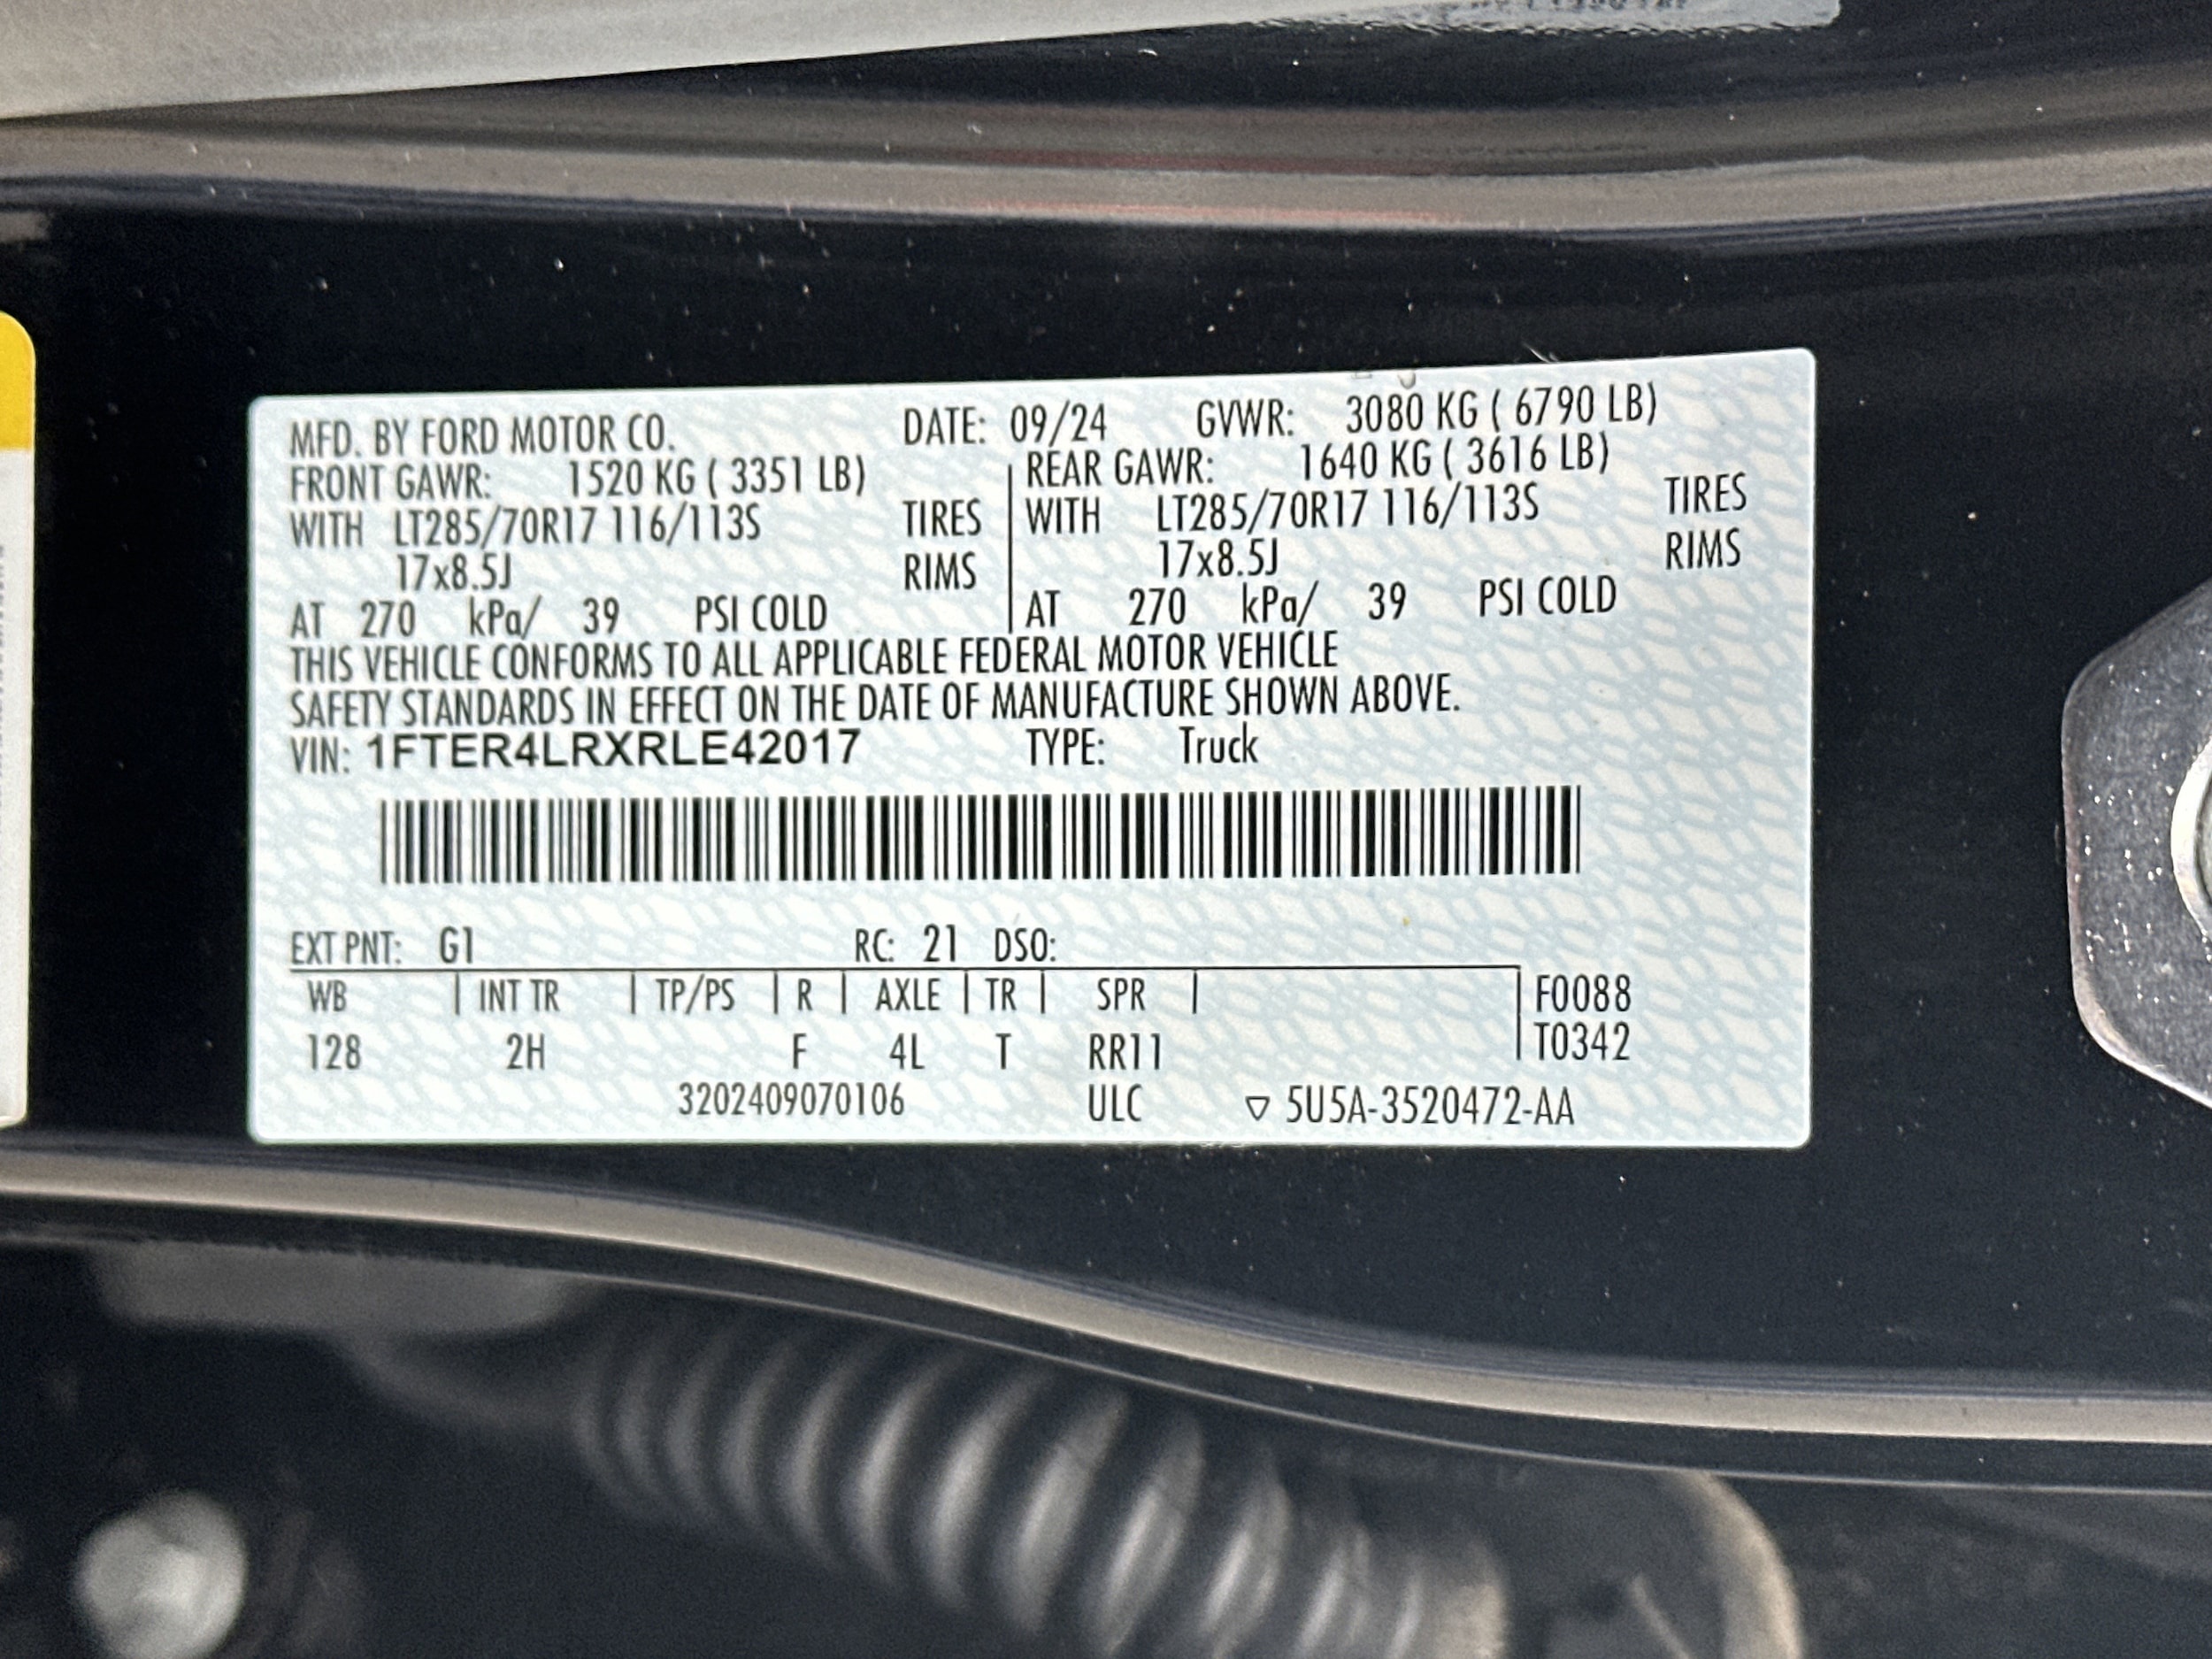 MFD. BY FORD MOTOR CO. DATE: 09/24 GVWR: 3080 KG ( 6790 LB)
FRONT GAWR: 1520 KG ( 3351 LB) REAR GAWR: 1640 KG ( 3616 LB)
WITH LT285/70R17 116/113S TIRES WITH LT285/70R17 116/113S TIRES
17x8.5J RIMS 17x8.5J RIMS
AT 270 kPa/ 39 PSI COLD AT 270 kPa/ 39 PSI COLD
THIS VEHICLE CONFORMS TO ALL APPLICABLE FEDERAL MOTOR VEHICLE
SAFETY STANDARDS IN EFFECT ON THE DATE OF MANUFACTURE SHOWN ABOVE.
VIN: 1FTER4LRXRLE42017 TYPE: Truck
EXT PNT: G1 RC: 21 DSO:
WB INT TR TP/PS R AXLE TR SPR F0088
128 2H F 4L T RR11 T0342
3202409070106 ULC ▽ 5U5A-3520472-AA